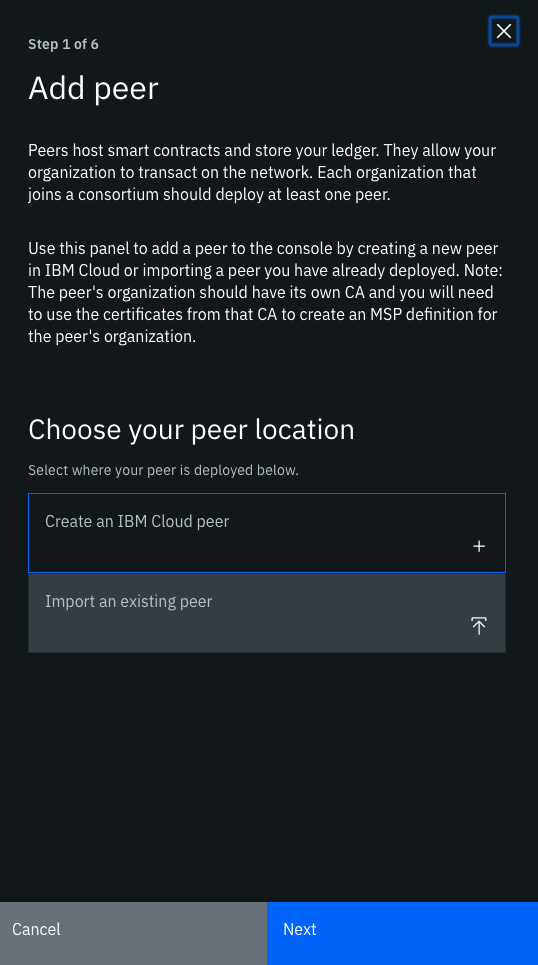 Step 1 of 6
Add peer
Peers host smart contracts and store your ledger. They allow your
organization to transact on the network. Each organization that
joins a consortium should deploy at least one peer.
Use this panel to add a peer to the console by creating a new peer
in IBM Cloud or importing a peer you have already deployed. Note:
The peer's organization should have its own CA and you will need
to use the certificates from that CA to create an MSP definition for
the peer's organization.
Choose your peer location
Select where your peer is deployed below.
Create an IBM Cloud peer
Import an existing peer
Cancel
Next